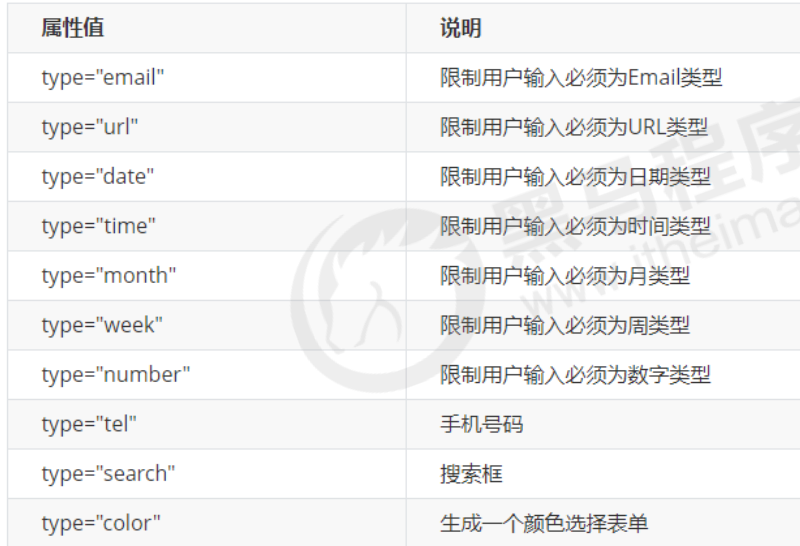 属性值 说明
type="email" 限制用户输入必须为Email类型
type="url" 限制用户输入必须为URL类型
type="date" 限制用户输入必须为日期类型
type="time" 限制用户输入必须为时间类型
type="month" 限制用户输入必须为月类型
type="week" 限制用户输入必须为周类型
type="number" 限制用户输入必须为数字类型
type="tel" 手机号码
type="search" 搜索框
type="color" 生成一个颜色选择表单
黑马程序
www.itheima